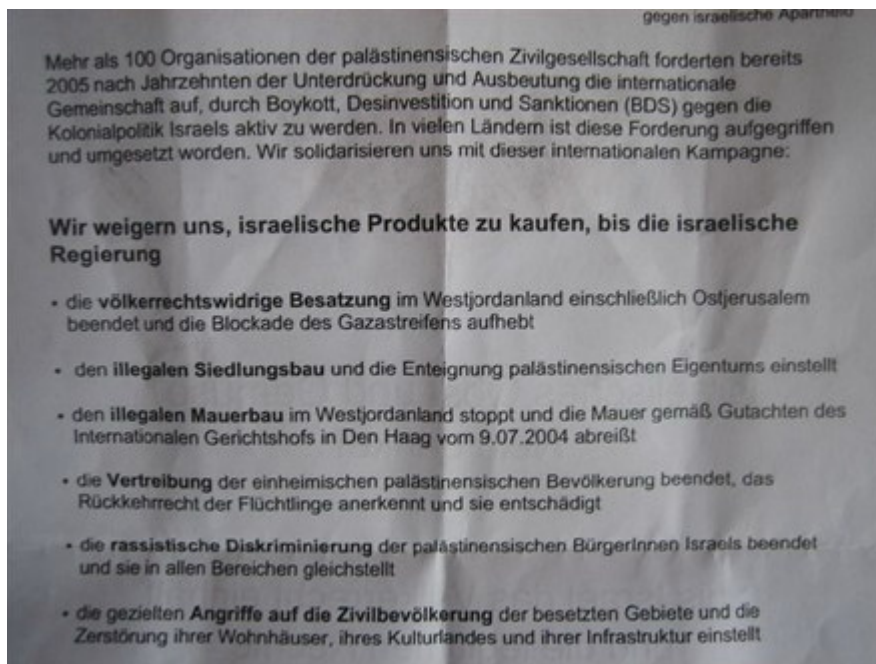 gegen israelische Apartheid
Mehr als 100 Organisationen der palästinensischen Zivilgesellschaft forderten bereits
2005 nach Jahrzehnten der Unterdrückung und Ausbeutung die internationale
Gemeinschaft auf, durch Boykott, Desinvestition und Sanktionen (BDS) gegen die
Kolonialpolitik Israels aktiv zu werden. In vielen Ländern ist diese Forderung aufgegriffen
und umgesetzt worden. Wir solidarisieren uns mit dieser internationalen Kampagne:
Wir weigern uns, israelische Produkte zu kaufen, bis die israelische
Regierung
• die völkerrechtswidrige Besatzung im Westjordanland einschließlich Ostjerusalem
beendet und die Blockade des Gazastreifens aufhebt
• den illegalen Siedlungsbau und die Enteignung palästinensischen Eigentums einstellt
• den illegalen Mauerbau im Westjordanland stoppt und die Mauer gemäß Gutachten des
Internationalen Gerichtshofs in Den Haag vom 9.07.2004 abreißt
• die Vertreibung der einheimischen palästinensischen Bevölkerung beendet, das
Rückkehrrecht der Flüchtlinge anerkennt und sie entschädigt
• die rassistische Diskriminierung der palästinensischen BürgerInnen Israels beendet
und sie in allen Bereichen gleichstellt
• die gezielten Angriffe auf die Zivilbevölkerung der besetzten Gebiete und die
Zerstörung ihrer Wohnhäuser, ihres Kulturlandes und ihrer Infrastruktur einstellt